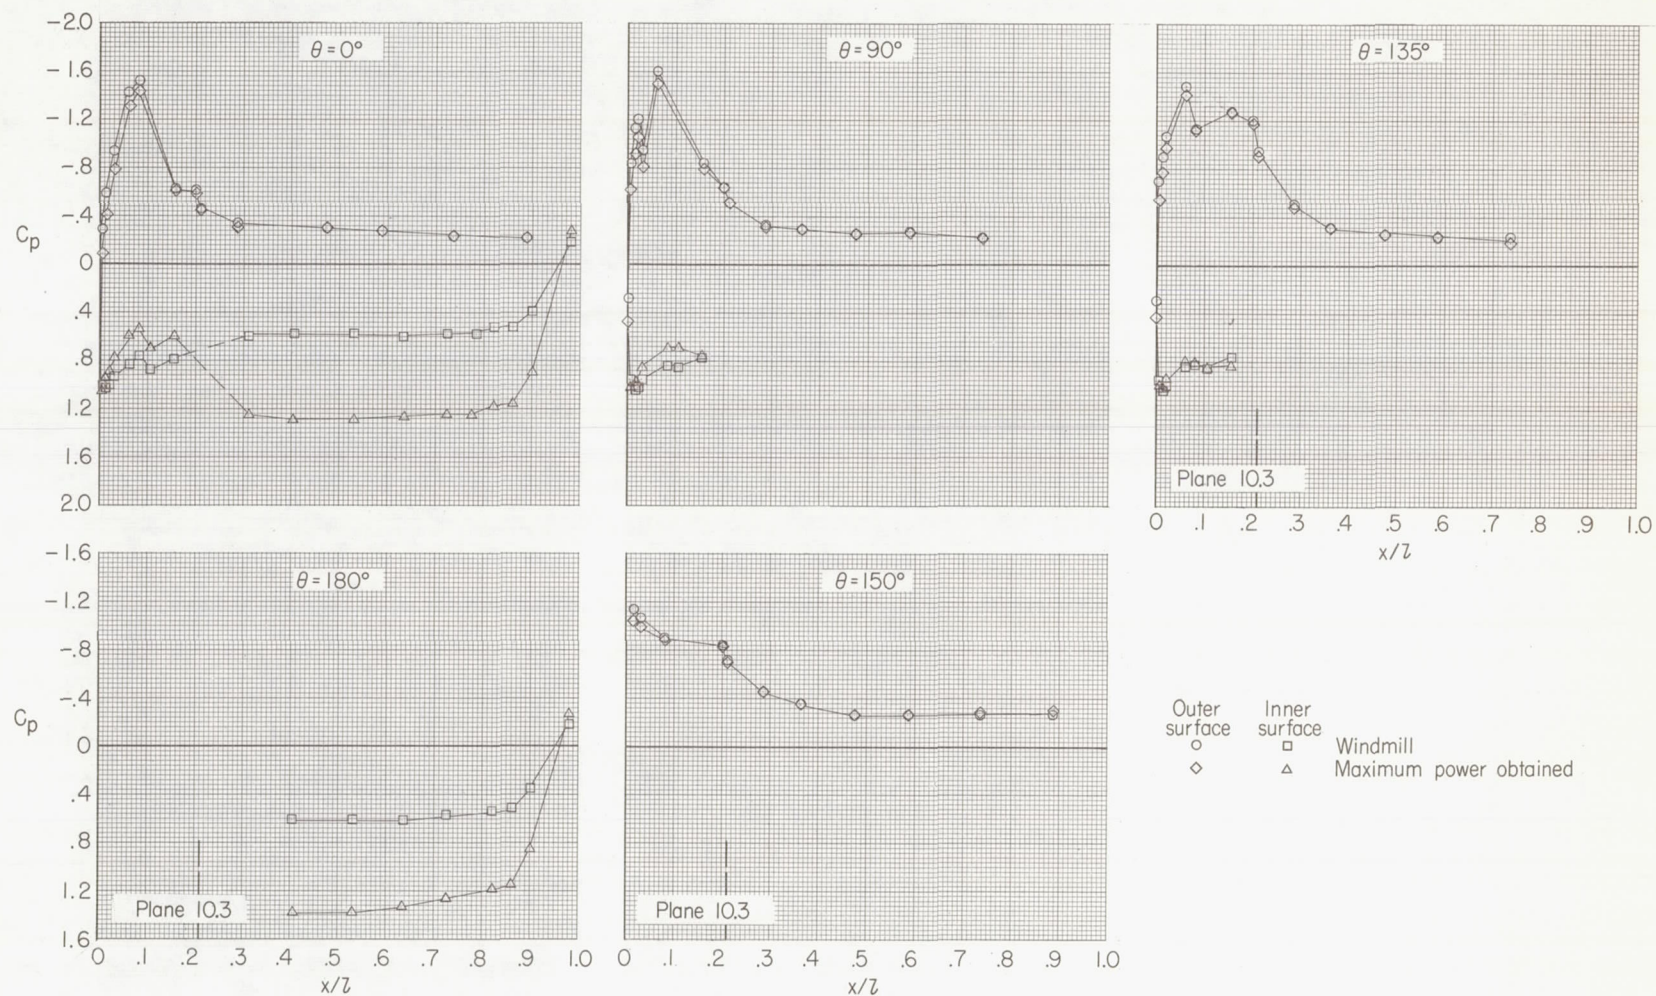 θ = 0°
-2.0
-1.6
-1.2
-.8
-.4
0
.4
.8
1.2
1.6
2.0
Cp
θ = 90°
θ = 135°
Plane 10.3
0 .1 .2 .3 .4 .5 .6 .7 .8 .9 1.0
x/l
θ = 180°
-1.6
-1.2
-.8
-.4
0
.4
.8
1.2
1.6
Cp
Plane 10.3
0 .1 .2 .3 .4 .5 .6 .7 .8 .9 1.0
x/l
θ = 150°
Plane 10.3
0 .1 .2 .3 .4 .5 .6 .7 .8 .9 1.0
x/l
Outer Inner
surface surface
Windmill
Maximum power obtained